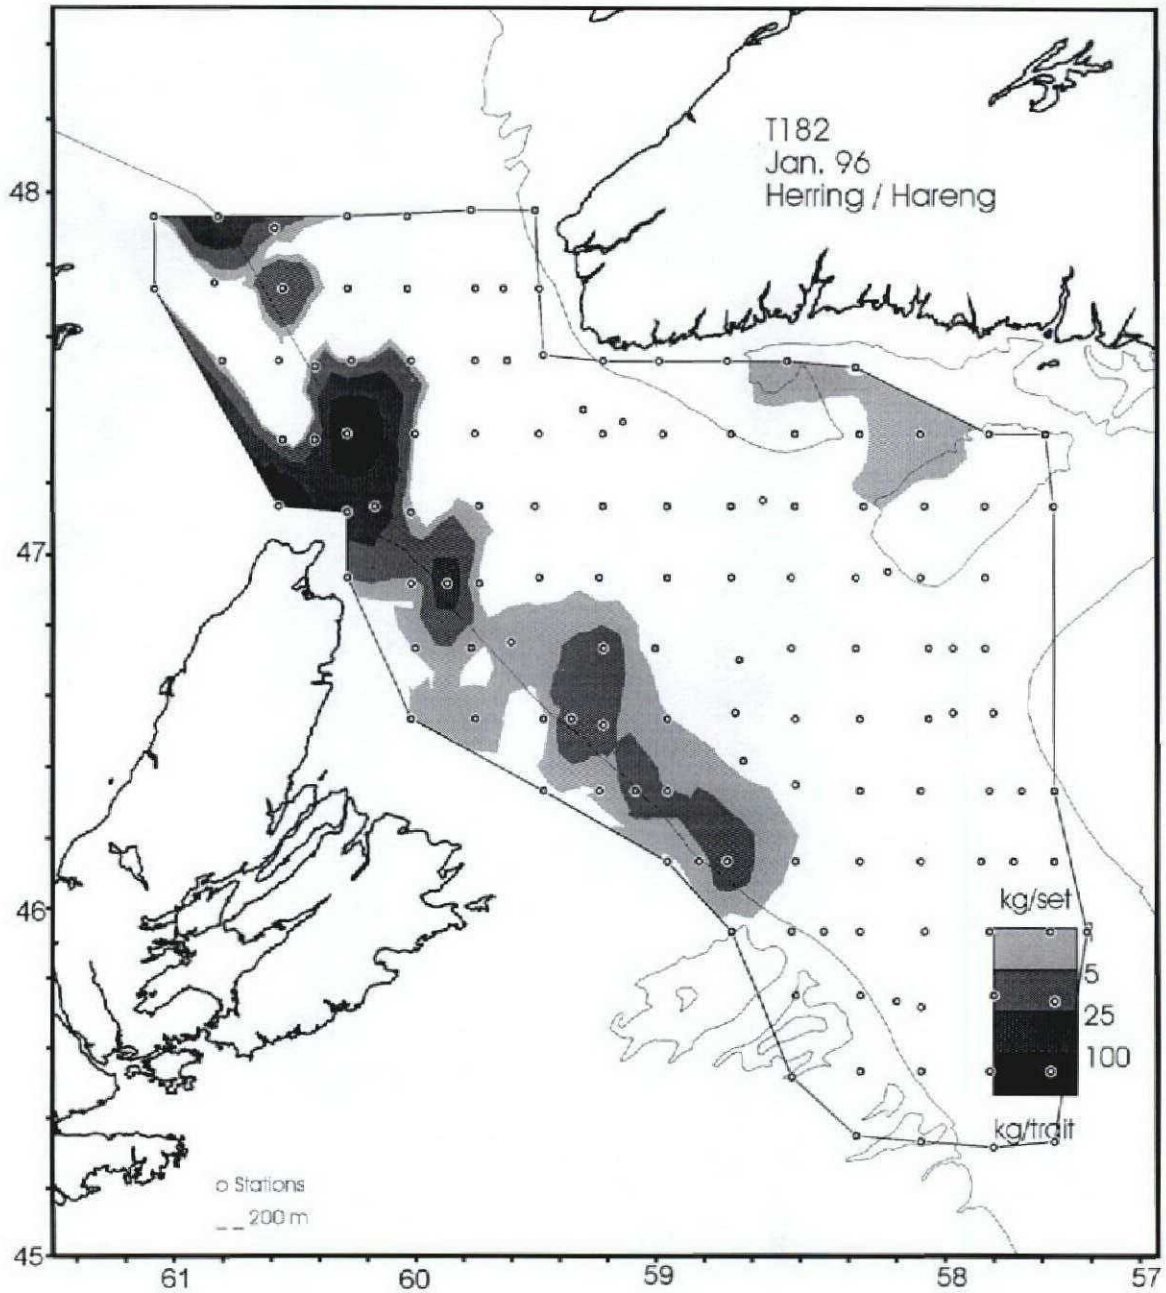 T182
Jan. 96
Herring / Hareng
48
47
46
45
kg/set
1
5
25
100
kg/trait
o Stations
_ _ 200 m
61
60
59
58
57